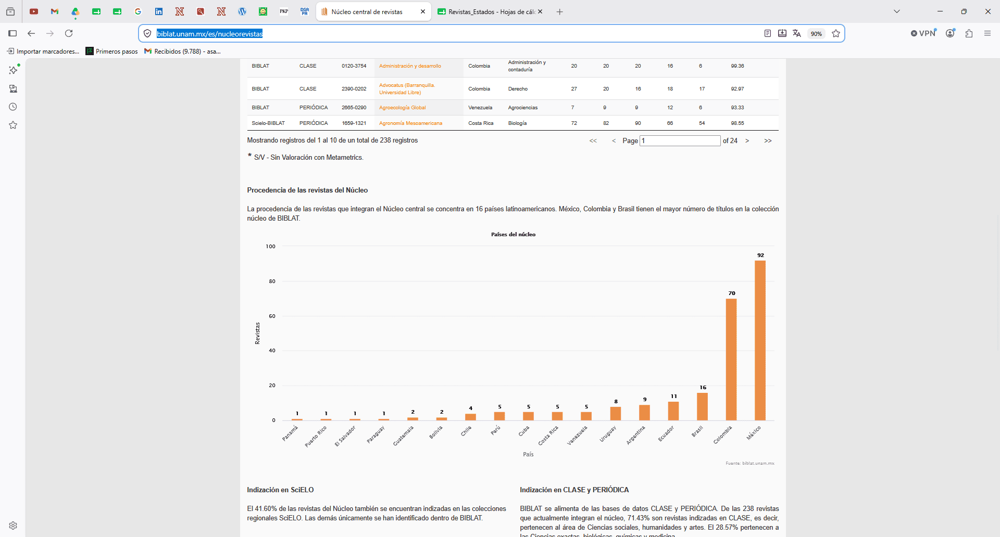 Núcleo central de revistas
Revistas_Estados - Hojas de cálc
biblat.unam.mx/es/nucleorevistas
90%
VPN
Importar marcadores...
Primeros pasos
Recibidos (9.788) - asa...
BIBLAT CLASE 0120-3754 Administración y desarrollo Colombia Administración y contaduría 20 20 20 16 6 99.36
BIBLAT CLASE 2390-0202 Advocatus (Barranquilla. Universidad Libre) Colombia Derecho 27 20 16 18 17 92.97
BIBLAT PERIÓDICA 2665-0290 Agroecología Global Venezuela Agrociencias 7 9 9 12 6 93.33
Scielo-BIBLAT PERIÓDICA 1659-1321 Agronomía Mesoamericana Costa Rica Biología 72 82 90 66 54 98.55
Mostrando registros del 1 al 10 de un total de 238 registros
<< < Page 1 of 24 > >>
* S/V - Sin Valoración con Metametrics.
Procedencia de las revistas del Núcleo
La procedencia de las revistas que integran el Núcleo central se concentra en 16 países latinoamericanos. México, Colombia y Brasil tienen el mayor número de títulos en la colección
núcleo de BIBLAT.
Países del núcleo
100
80
60
40
20
0
Revistas
1 1 1 1 2 2 4 5 5 5 5 8 9 11 16 70 92
Panamá Puerto Rico El Salvador Paraguay Guatemala Bolivia Chile Perú Cuba Costa Rica Venezuela Uruguay Argentina Ecuador Brasil Colombia México
País
Fuente: biblat.unam.mx
Indización en SciELO
El 41.60% de las revistas del Núcleo también se encuentran indizadas en las colecciones
regionales SciELO. Las demás únicamente se han identificado dentro de BIBLAT.
Indización en CLASE y PERIÓDICA
BIBLAT se alimenta de las bases de datos CLASE y PERIÓDICA. De las 238 revistas
que actualmente integran el núcleo, 71.43% son revistas indizadas en CLASE, es decir,
pertenecen al área de Ciencias sociales, humanidades y artes. El 28.57% pertenecen a
las Ciencias exactas, biológicas, químicas y medicina.